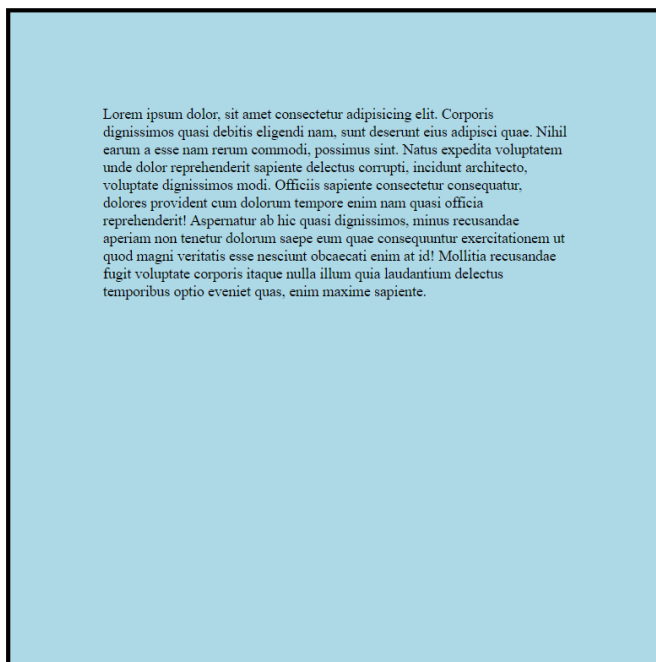 Lorem ipsum dolor, sit amet consectetur adipisicing elit. Corporis
dignissimos quasi debitis eligendi nam, sunt deserunt eius adipisci quae. Nihil
earum a esse nam rerum commodi, possimus sint. Natus expedita voluptatem
unde dolor reprehenderit sapiente delectus corrupti, incidunt architecto,
voluptate dignissimos modi. Officiis sapiente consectetur consequatur,
dolores provident cum dolorum tempore enim nam quasi officia
reprehenderit! Aspernatur ab hic quasi dignissimos, minus recusandae
aperiam non tenetur dolorum saepe eum quae consequuntur exercitationem ut
quod magni veritatis esse nesciunt obcaecati enim at id! Mollitia recusandae
fugit voluptate corporis itaque nulla illum quia laudantium delectus
temporibus optio eveniet quas, enim maxime sapiente.